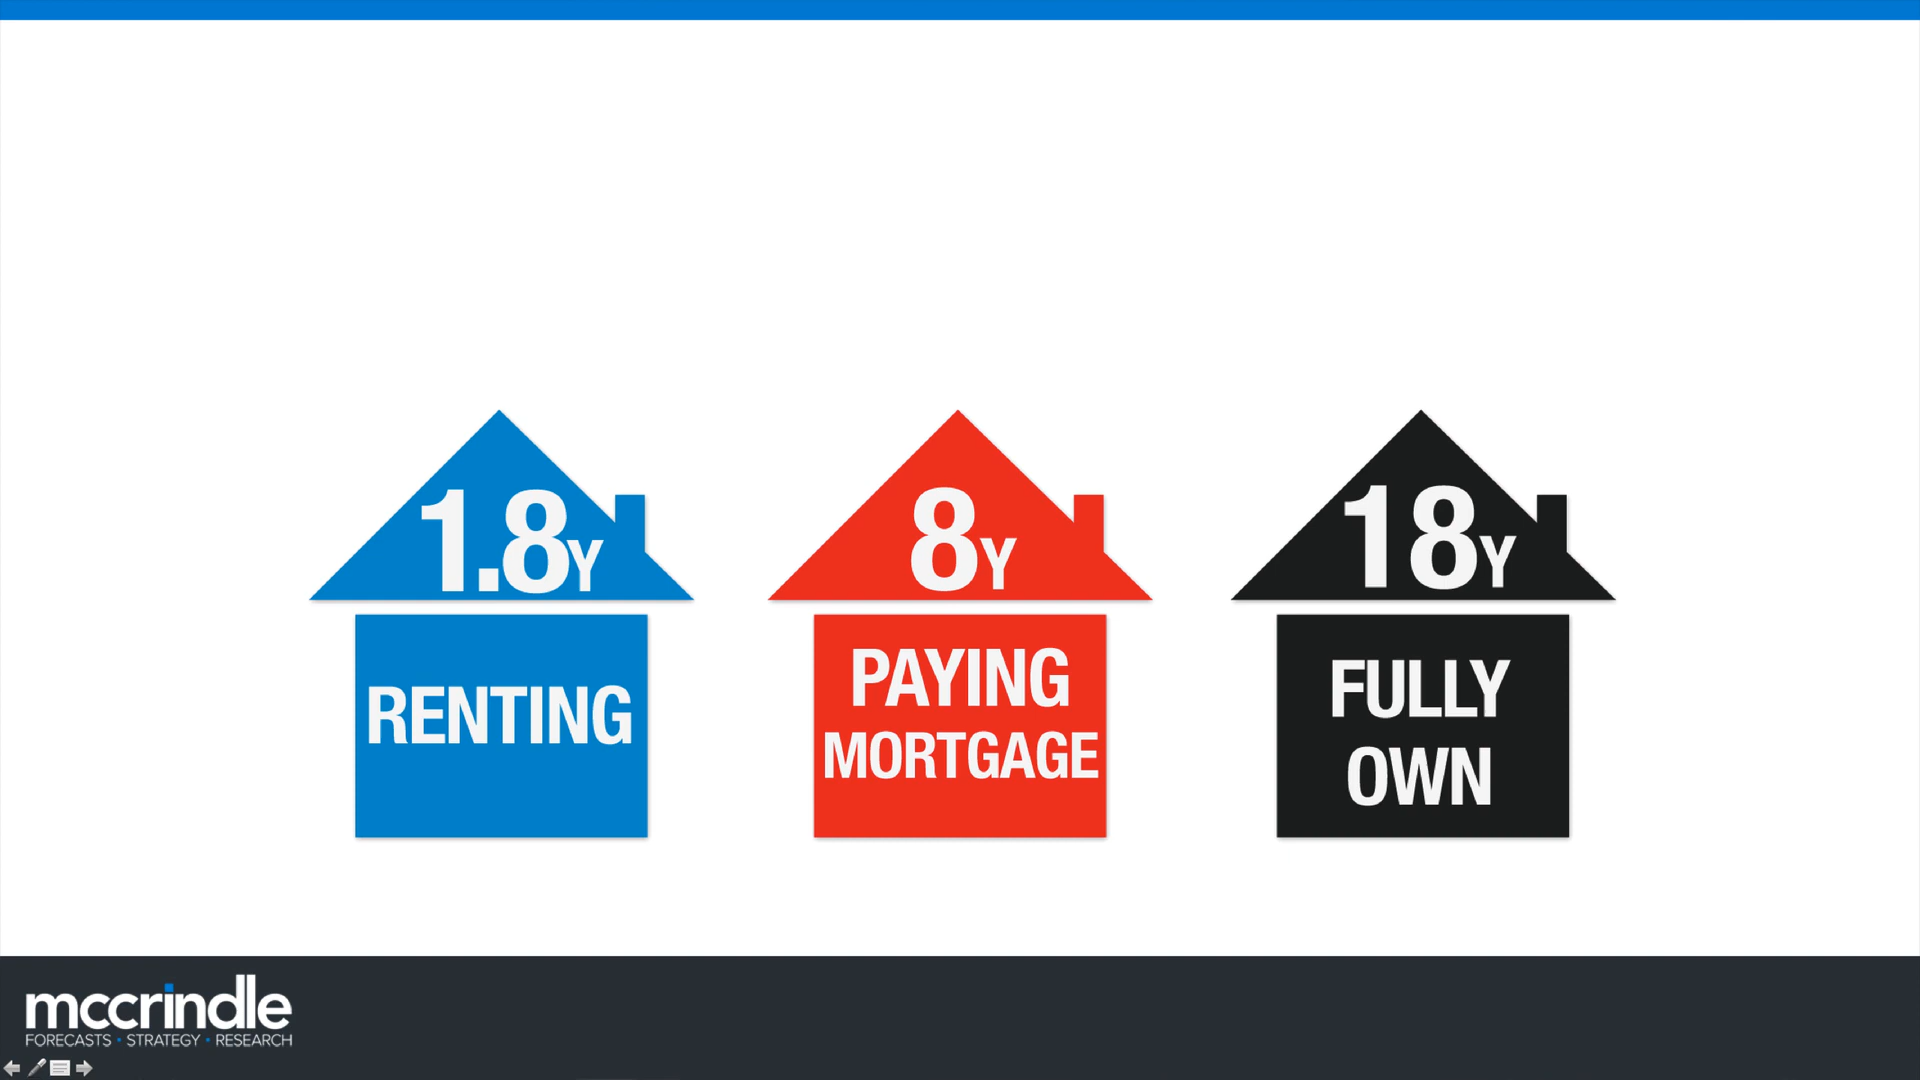 1.8Y
RENTING
8Y
PAYING
MORTGAGE
18Y
FULLY
OWN
mccrindle
FORECASTS · STRATEGY · RESEARCH